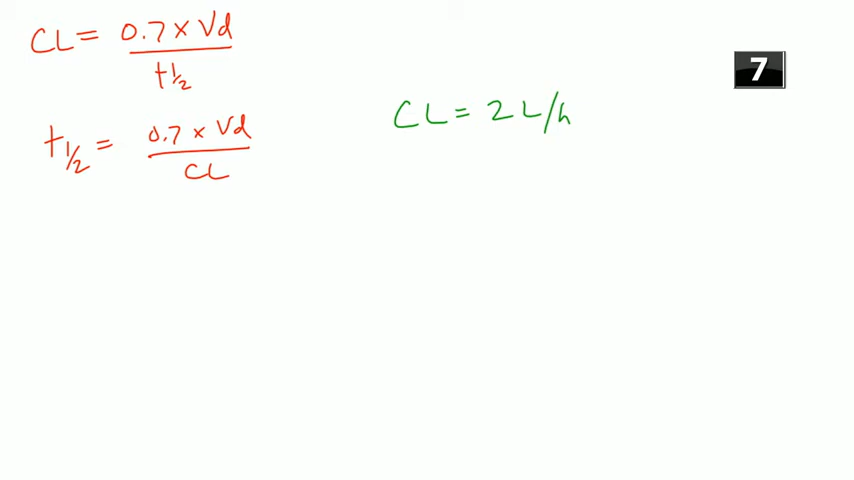 CL = 0.7 x Vd
t1/2
7
CL = 2 L/h
t1/2 = 0.7 x Vd
CL